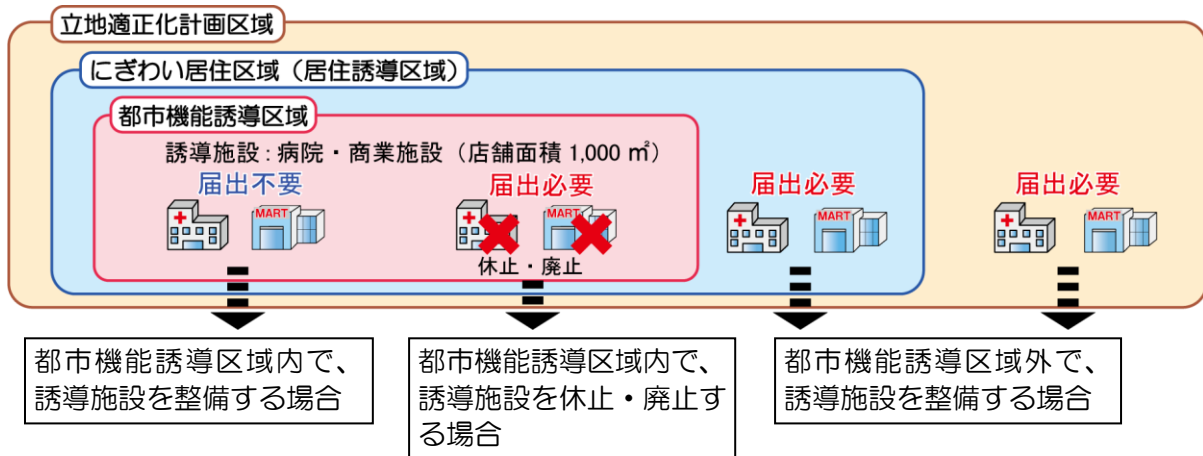 立地適正化計画区域
にぎわい居住区域（居住誘導区域）
都市機能誘導区域
誘導施設：病院・商業施設（店舗面積 1,000 ㎡）
届出不要
届出必要
届出必要
届出必要
MART
MART
MART
MART
休止・廃止
都市機能誘導区域内で、
誘導施設を整備する場合
都市機能誘導区域内で、
誘導施設を休止・廃止す
る場合
都市機能誘導区域外で、
誘導施設を整備する場合